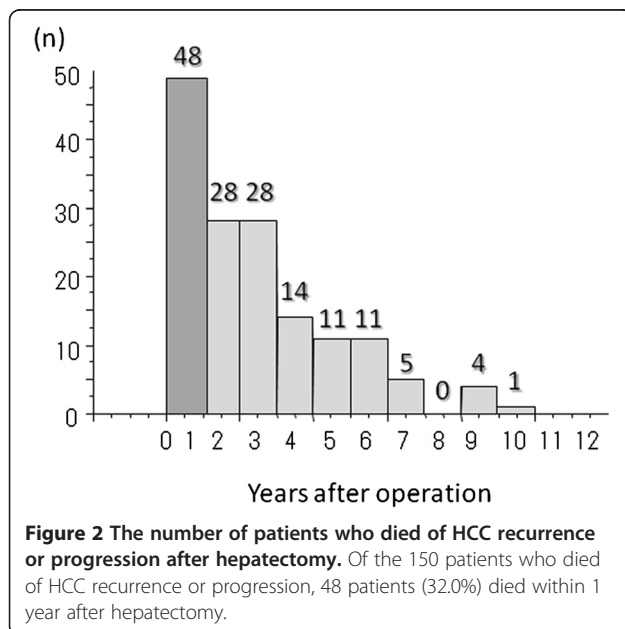 (n)
48
50
40
28 28
30
20
14
11 11
10
5
4
0
1
0
0 1 2 3 4 5 6 7 8 9 10 11 12
Years after operation
Figure 2 The number of patients who died of HCC recurrence
or progression after hepatectomy. Of the 150 patients who died
of HCC recurrence or progression, 48 patients (32.0%) died within 1
year after hepatectomy.